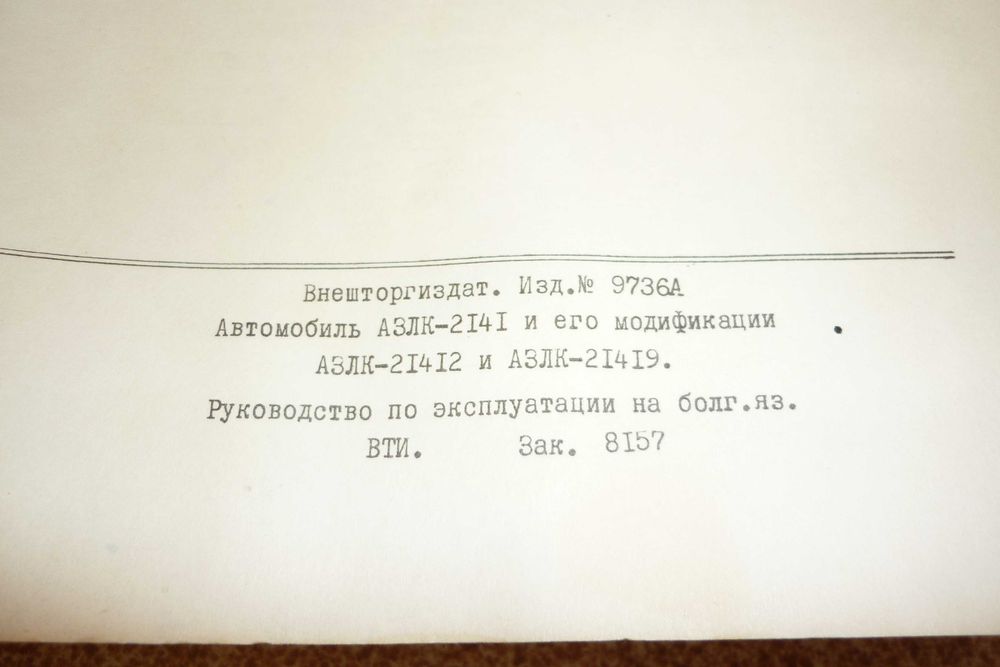 Внешторгиздат. Изд.№ 9736А
Автомобиль АЗЛК-2141 и его модификации
АЗЛК-21412 и АЗЛК-21419.
Руководство по эксплуатации на болг.яз.
ВТИ. Зак. 8157